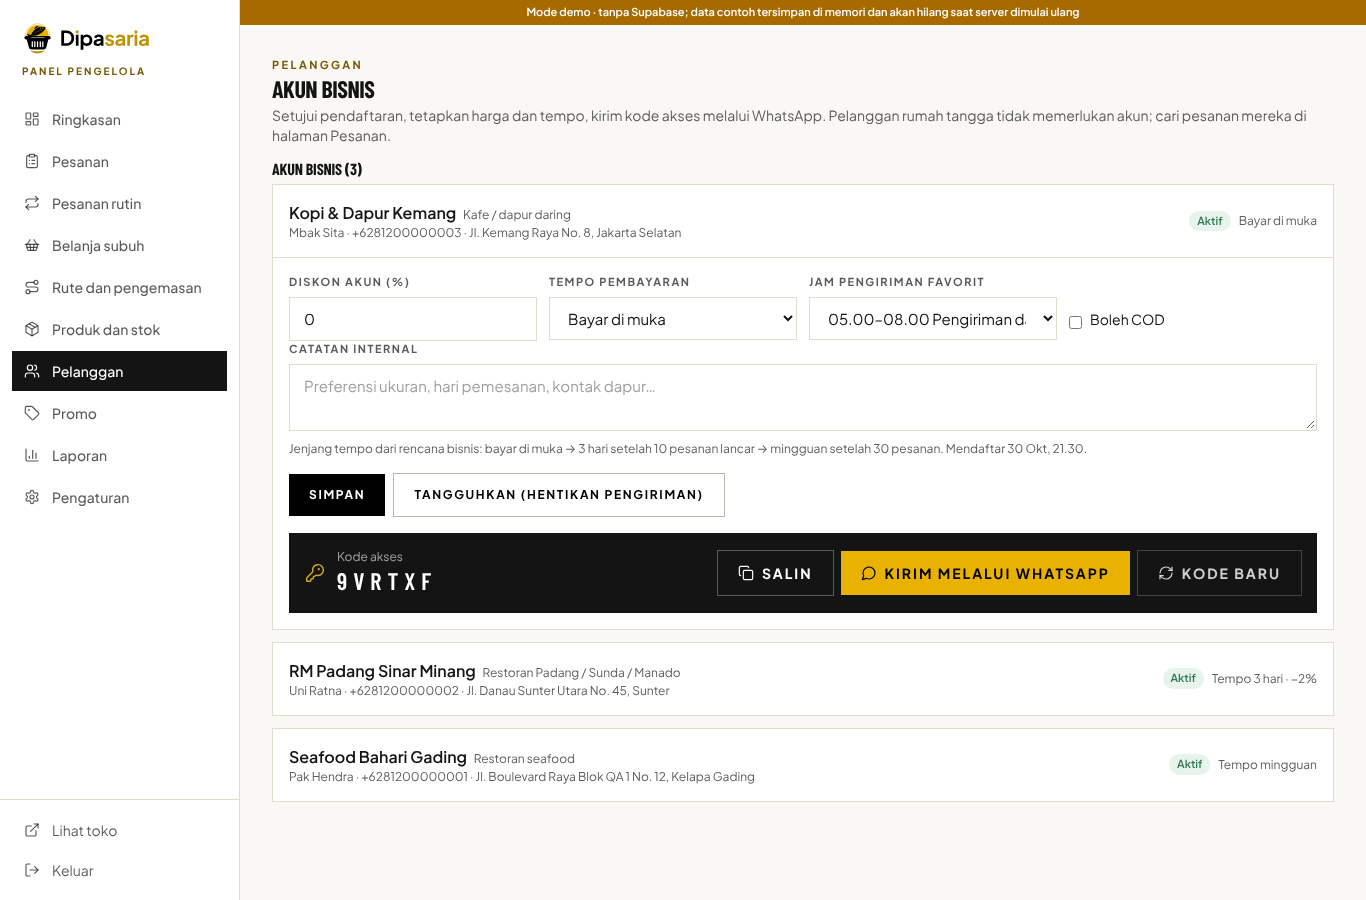 Mode demo · tanpa Supabase; data contoh tersimpan di memori dan akan hilang saat server dimulai ulang
Dipasaria
PANEL PENGELOLA
Ringkasan
Pesanan
Pesanan rutin
Belanja subuh
Rute dan pengemasan
Produk dan stok
Pelanggan
Promo
Laporan
Pengaturan
Lihat toko
Keluar
PELANGGAN
AKUN BISNIS
Setujui pendaftaran, tetapkan harga dan tempo, kirim kode akses melalui WhatsApp. Pelanggan rumah tangga tidak memerlukan akun; cari pesanan mereka di
halaman Pesanan.
AKUN BISNIS (3)
Kopi & Dapur Kemang Kafe / dapur daring
Mbak Sita · +6281200000003 · Jl. Kemang Raya No. 8, Jakarta Selatan
Aktif Bayar di muka
DISKON AKUN (%) TEMPO PEMBAYARAN JAM PENGIRIMAN FAVORIT
0 Bayar di muka 05.00–08.00 Pengiriman da Boleh COD
CATATAN INTERNAL
Preferensi ukuran, hari pemesanan, kontak dapur…
Jenjang tempo dari rencana bisnis: bayar di muka → 3 hari setelah 10 pesanan lancar → mingguan setelah 30 pesanan. Mendaftar 30 Okt, 21.30.
SIMPAN TANGGUHKAN (HENTIKAN PENGIRIMAN)
Kode akses
9VRTXF
SALIN KIRIM MELALUI WHATSAPP KODE BARU
RM Padang Sinar Minang Restoran Padang / Sunda / Manado
Uni Ratna · +6281200000002 · Jl. Danau Sunter Utara No. 45, Sunter
Aktif Tempo 3 hari · −2%
Seafood Bahari Gading Restoran seafood
Pak Hendra · +6281200000001 · Jl. Boulevard Raya Blok QA 1 No. 12, Kelapa Gading
Aktif Tempo mingguan